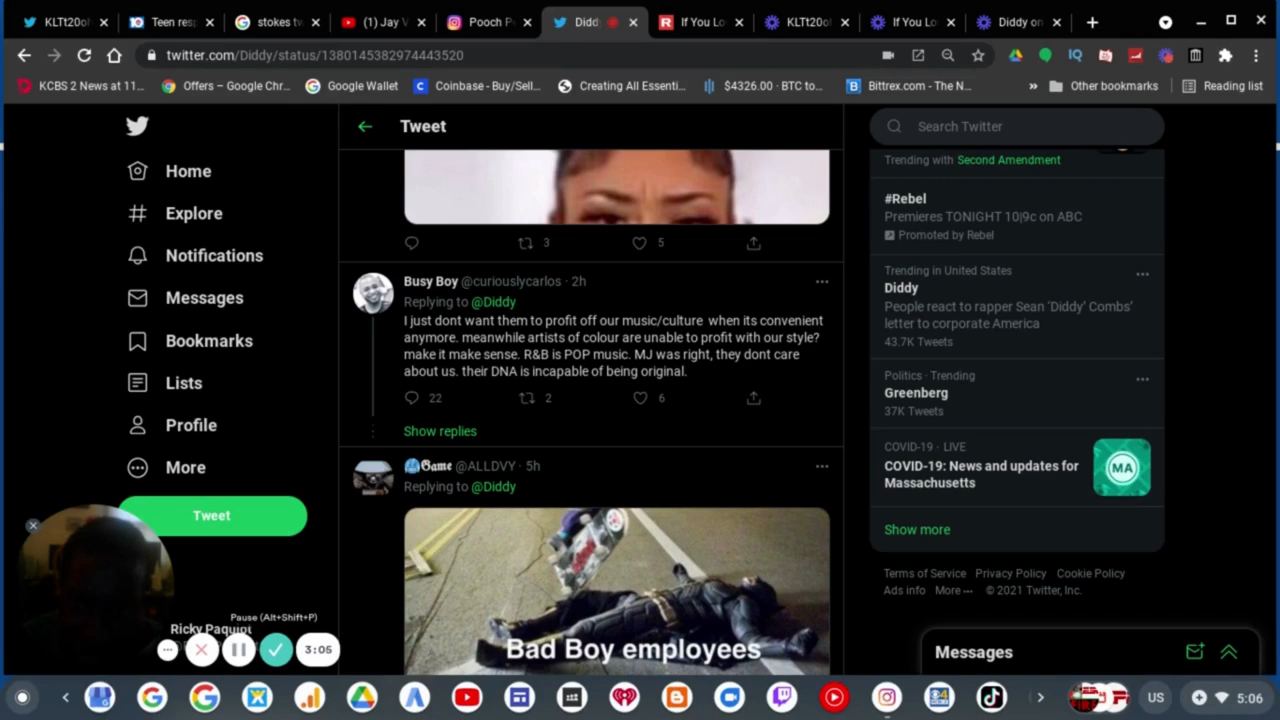 KLTt20ol
Teen resp
stokes tw
(1) Jay V
Pooch P
Diddy
If You Lo
KLTt20ol
If You Lo
Diddy on
twitter.com/Diddy/status/1380145382974443520
IQ
KCBS 2 News at 11...
Offers – Google Chr...
Google Wallet
Coinbase - Buy/Sell...
Creating All Essenti...
$4326.00 · BTC to...
Bittrex.com - The N...
»
Other bookmarks
Reading list
Home
Explore
Notifications
Messages
Bookmarks
Lists
Profile
More
Tweet
Ricky Paquiot
Pause (Alt+Shift+P)
3:05
Tweet
3
5
Busy Boy @curiouslycarlos · 2h
Replying to @Diddy
I just dont want them to profit off our music/culture when its convenient
anymore. meanwhile artists of colour are unable to profit with our style?
make it make sense. R&B is POP music. MJ was right, they dont care
about us. their DNA is incapable of being original.
22
2
6
Show replies
𝕲𝖆𝖒𝖊 @ALLDVY · 5h
Replying to @Diddy
Bad Boy employees
Search Twitter
Trending with Second Amendment
#Rebel
Premieres TONIGHT 10|9c on ABC
Promoted by Rebel
Trending in United States
Diddy
People react to rapper Sean ‘Diddy’ Combs’
letter to corporate America
43.7K Tweets
Politics · Trending
Greenberg
37K Tweets
COVID-19 · LIVE
COVID-19: News and updates for
Massachusetts
MA
Show more
Terms of Service Privacy Policy Cookie Policy
Ads info More ··· © 2021 Twitter, Inc.
Messages
US
5:06